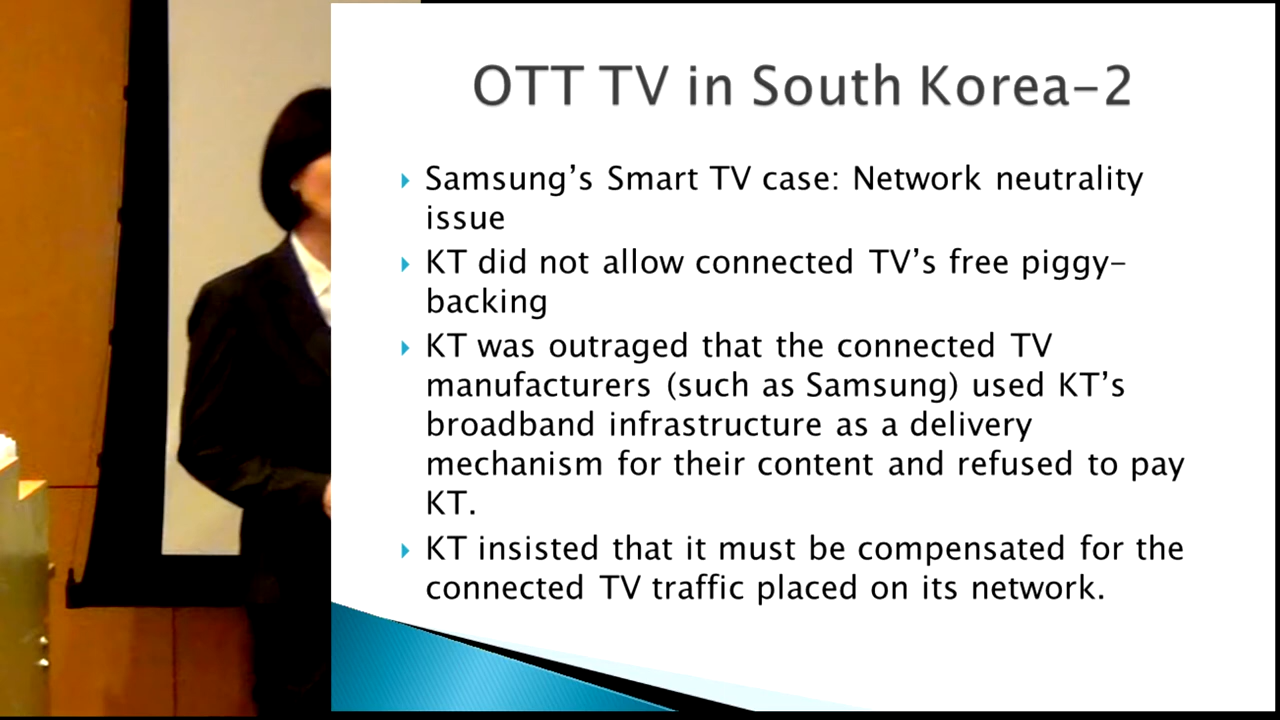 OTT TV in South Korea-2
Samsung’s Smart TV case: Network neutrality
issue
KT did not allow connected TV’s free piggy-
backing
KT was outraged that the connected TV
manufacturers (such as Samsung) used KT’s
broadband infrastructure as a delivery
mechanism for their content and refused to pay
KT.
KT insisted that it must be compensated for the
connected TV traffic placed on its network.